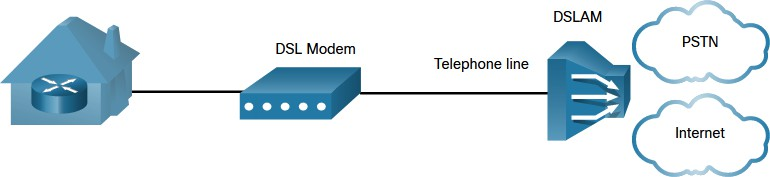 DSL Modem
Telephone line
DSLAM
PSTN
Internet